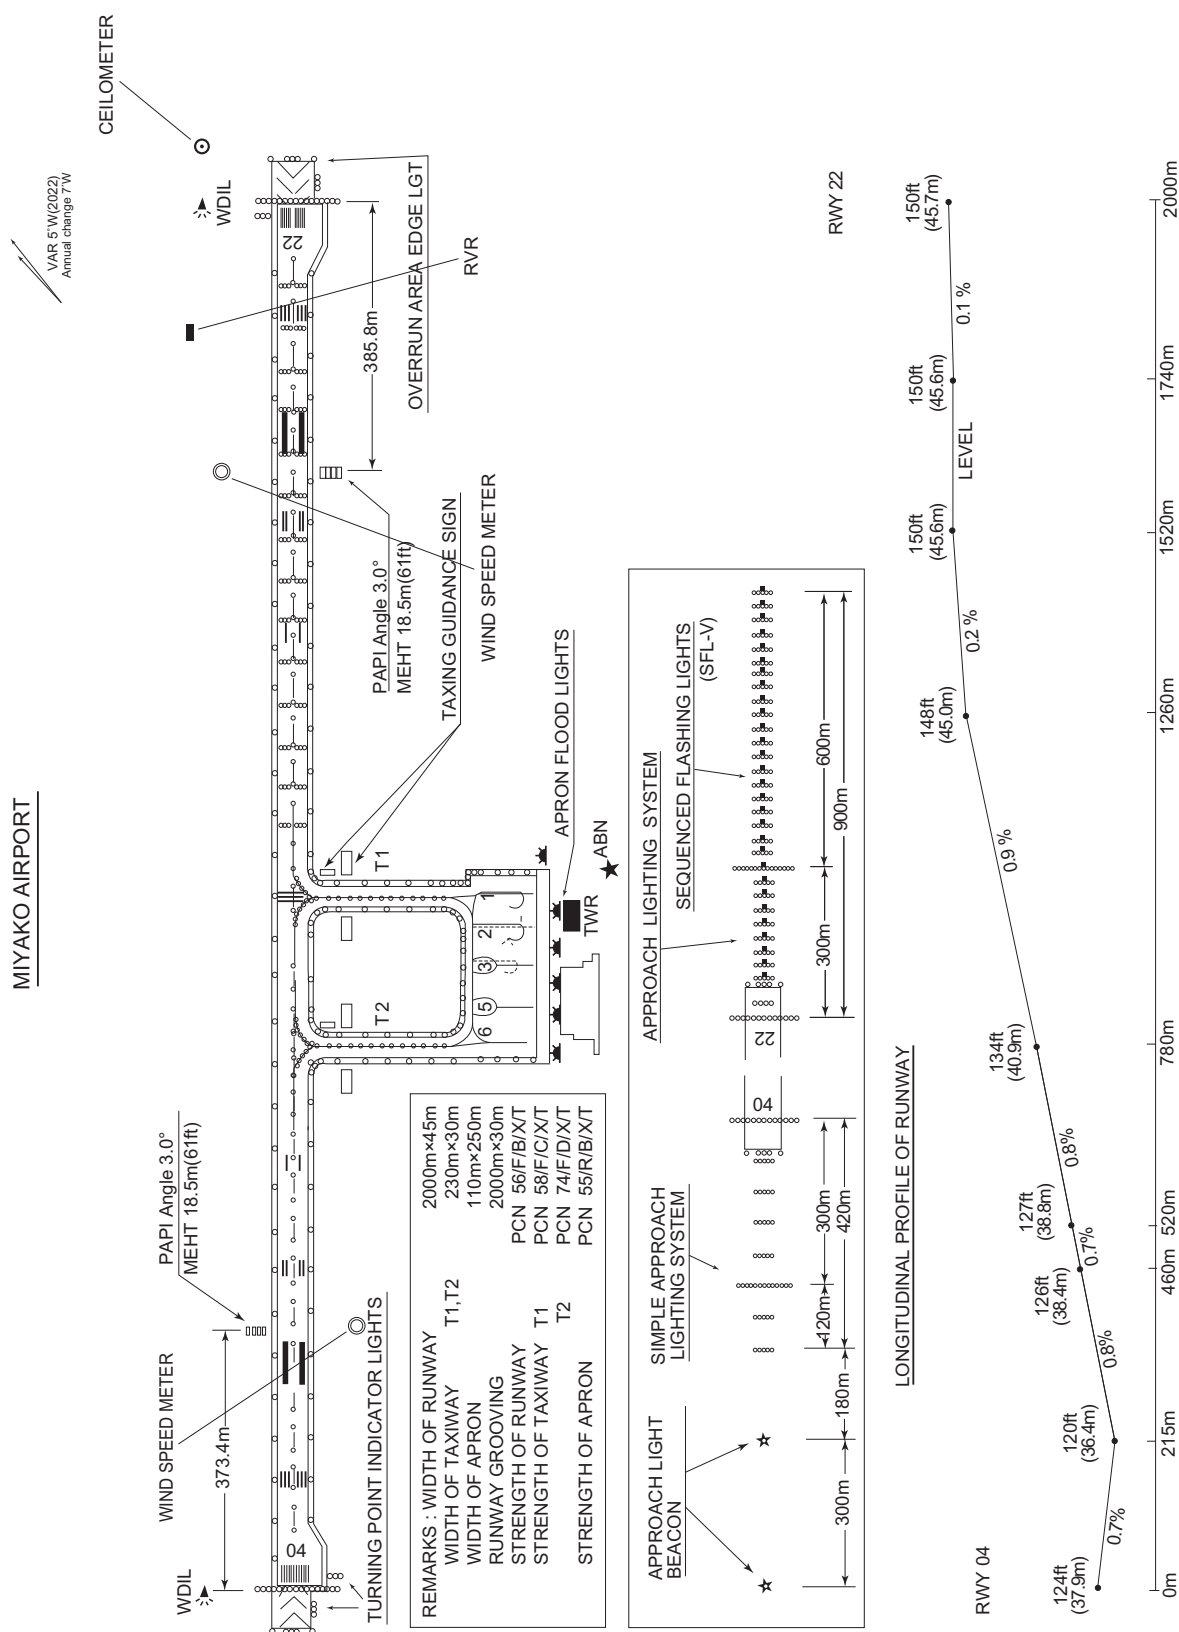 MIYAKO AIRPORT
VAR 5°W(2022)
Annual change 7'W
CEILOMETER
WDIL
RVR
OVERRUN AREA EDGE LGT
385.8m
22
PAPI Angle 3.0°
MEHT 18.5m(61ft)
TAXING GUIDANCE SIGN
WIND SPEED METER
APRON FLOOD LIGHTS
ABN
TWR
T1
T2
1
2
3
5
6
PAPI Angle 3.0°
MEHT 18.5m(61ft)
WIND SPEED METER
373.4m
WDIL
04
TURNING POINT INDICATOR LIGHTS
REMARKS : WIDTH OF RUNWAY 2000m×45m
WIDTH OF TAXIWAY T1,T2 230m×30m
WIDTH OF APRON 110m×250m
RUNWAY GROOVING 2000m×30m
STRENGTH OF RUNWAY PCN 56/F/B/X/T
STRENGTH OF TAXIWAY T1 PCN 58/F/C/X/T
T2 PCN 74/F/D/X/T
STRENGTH OF APRON PCN 55/R/B/X/T
APPROACH LIGHT
BEACON
SIMPLE APPROACH
LIGHTING SYSTEM
APPROACH LIGHTING SYSTEM
SEQUENCED FLASHING LIGHTS
(SFL-V)
04
22
300m
180m
120m
300m
420m
300m
600m
900m
LONGITUDINAL PROFILE OF RUNWAY
RWY 04
RWY 22
124ft
(37.9m)
120ft
(36.4m)
126ft
(38.4m)
127ft
(38.8m)
134ft
(40.9m)
148ft
(45.0m)
150ft
(45.6m)
150ft
(45.6m)
150ft
(45.7m)
0.7%
0.8%
0.7%
0.8%
0.9 %
0.2 %
LEVEL
0.1 %
0m
215m
460m
520m
780m
1260m
1520m
1740m
2000m